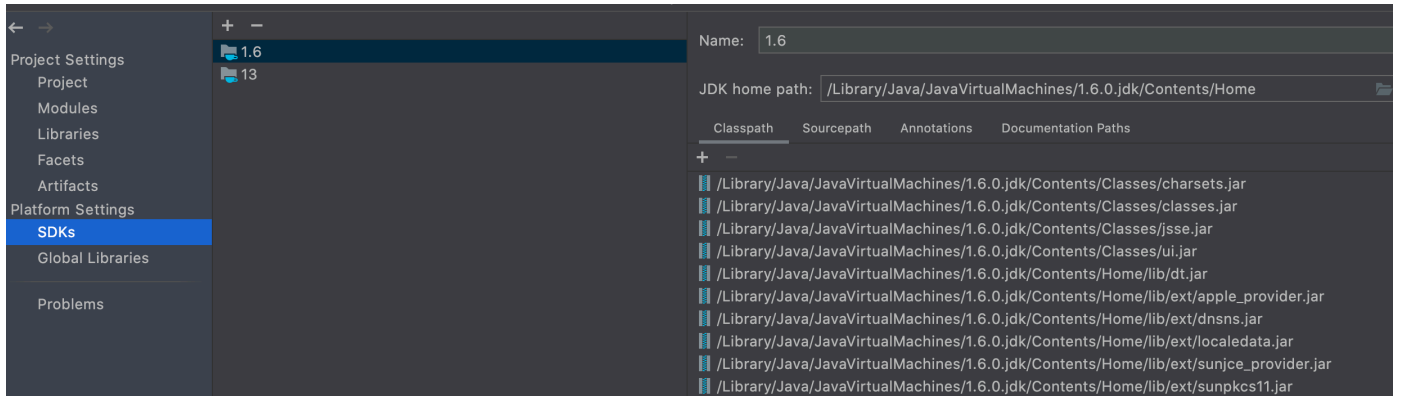 Project Settings
Project
Modules
Libraries
Facets
Artifacts
Platform Settings
SDKs
Global Libraries
Problems
1.6
13
Name: 1.6
JDK home path: /Library/Java/JavaVirtualMachines/1.6.0.jdk/Contents/Home
Classpath Sourcepath Annotations Documentation Paths
/Library/Java/JavaVirtualMachines/1.6.0.jdk/Contents/Classes/charsets.jar
/Library/Java/JavaVirtualMachines/1.6.0.jdk/Contents/Classes/classes.jar
/Library/Java/JavaVirtualMachines/1.6.0.jdk/Contents/Classes/jsse.jar
/Library/Java/JavaVirtualMachines/1.6.0.jdk/Contents/Classes/ui.jar
/Library/Java/JavaVirtualMachines/1.6.0.jdk/Contents/Home/lib/dt.jar
/Library/Java/JavaVirtualMachines/1.6.0.jdk/Contents/Home/lib/ext/apple_provider.jar
/Library/Java/JavaVirtualMachines/1.6.0.jdk/Contents/Home/lib/ext/dnsns.jar
/Library/Java/JavaVirtualMachines/1.6.0.jdk/Contents/Home/lib/ext/localedata.jar
/Library/Java/JavaVirtualMachines/1.6.0.jdk/Contents/Home/lib/ext/sunjce_provider.jar
/Library/Java/JavaVirtualMachines/1.6.0.jdk/Contents/Home/lib/ext/sunpkcs11.jar